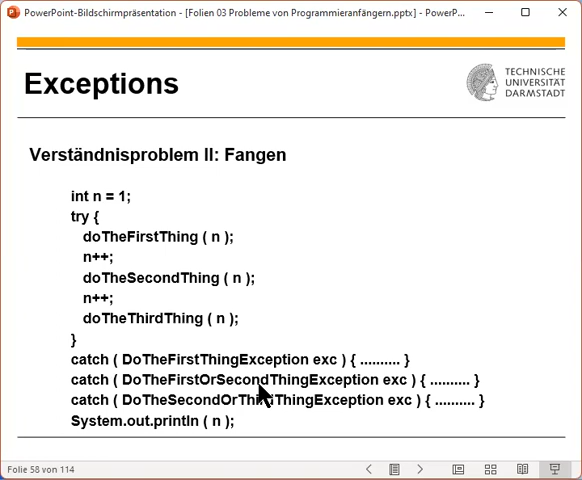 PowerPoint-Bildschirmpräsentation - [Folien 03 Probleme von Programmieranfängern.pptx] - PowerP...
Exceptions
TECHNISCHE
UNIVERSITÄT
DARMSTADT
Verständnisproblem II: Fangen
int n = 1;
try {
doTheFirstThing ( n );
n++;
doTheSecondThing ( n );
n++;
doTheThirdThing ( n );
}
catch ( DoTheFirstThingException exc ) { .......... }
catch ( DoTheFirstOrSecondThingException exc ) { .......... }
catch ( DoTheSecondOrThirdThingException exc ) { .......... }
System.out.println ( n );
Folie 58 von 114